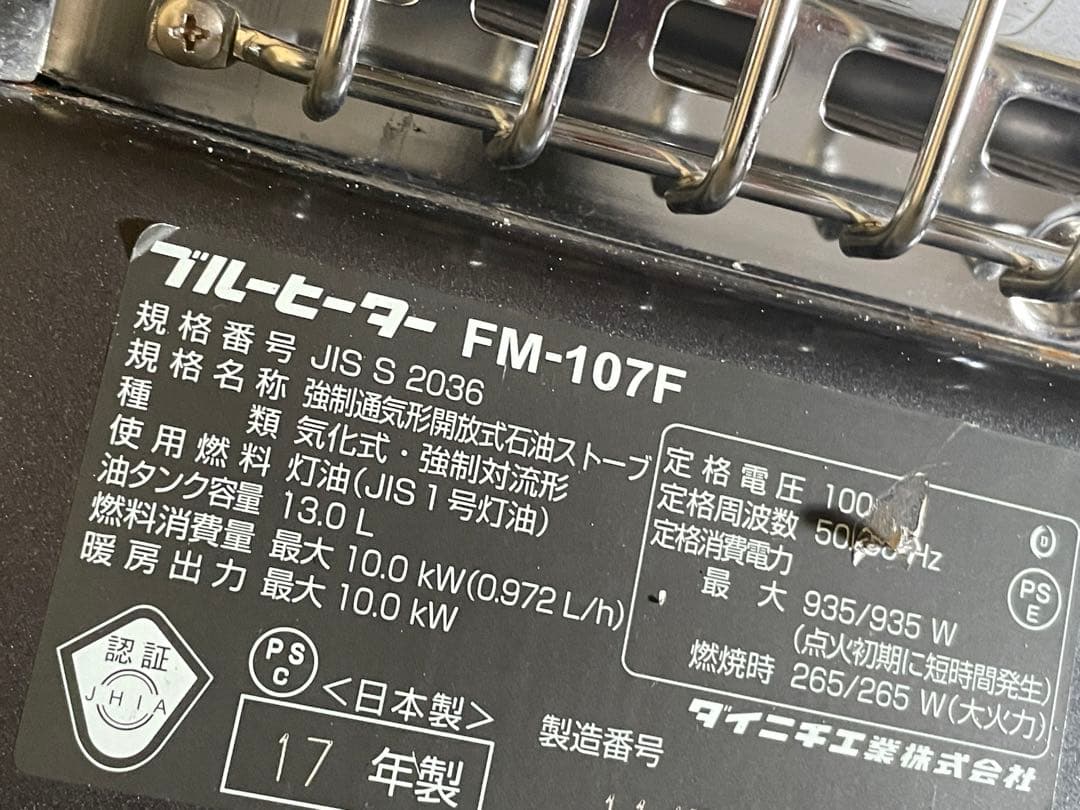 ブルーヒーター FM-107F
規格番号 JIS S 2036
規格名称 強制通気形開放式石油ストーブ
種類 気化式・強制対流形
使用燃料 灯油(JIS1号灯油)
油タンク容量 13.0 L
燃料消費量 最大 10.0 kW(0.972 L/h)
暖房出力 最大 10.0 kW
定格電圧 100
定格周波数 50 Hz
定格消費電力
最大 935/935 W
(点火初期に短時間発生)
燃焼時 265/265 W(大火力)
D
PS
E
認証
JHIA
PS
C
<日本製>
17 年製
製造番号
ダイニチ工業株式会社